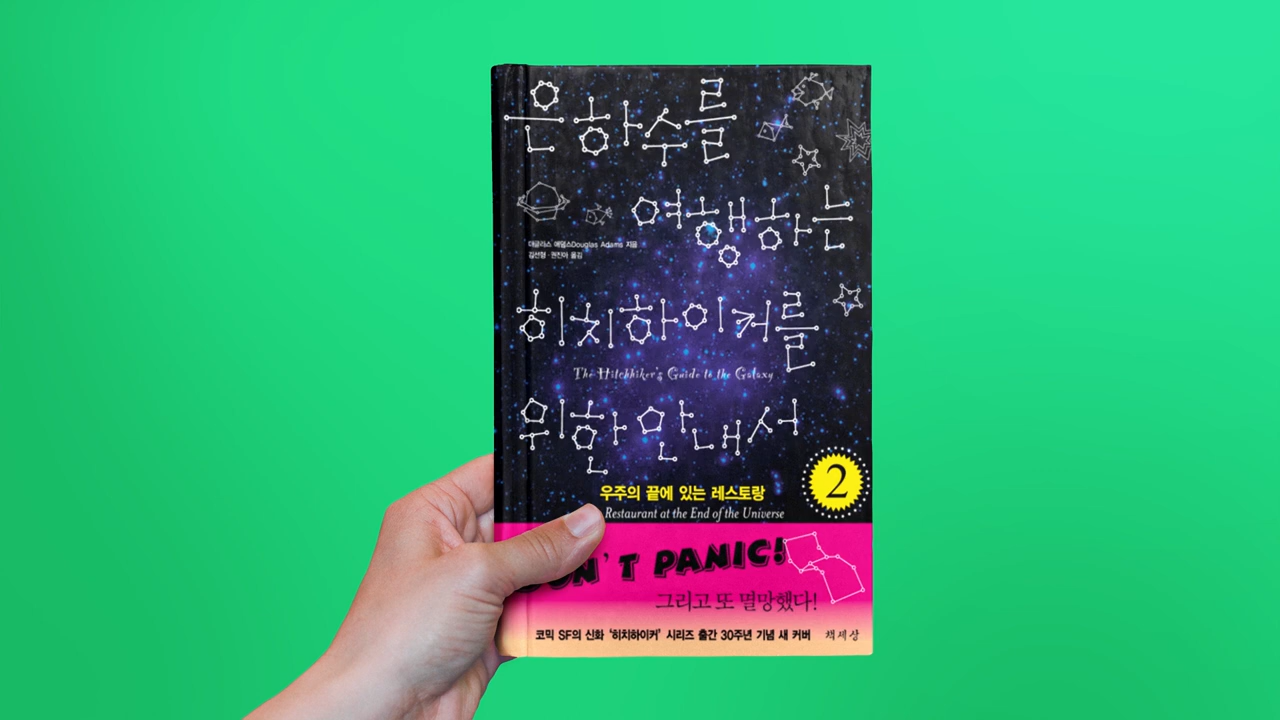 은하수를
여행하는
더글러스 애덤스Douglas Adams 지음
김선형·권진아 옮김
히치하이커를
The Hitchhiker's Guide to the Galaxy
위한 안내서
2
우주의 끝에 있는 레스토랑
Restaurant at the End of the Universe
DON'T PANIC!
그리고 또 멸망했다!
코믹 SF의 신화 '히치하이커' 시리즈 출간 30주년 기념 새 커버
책세상